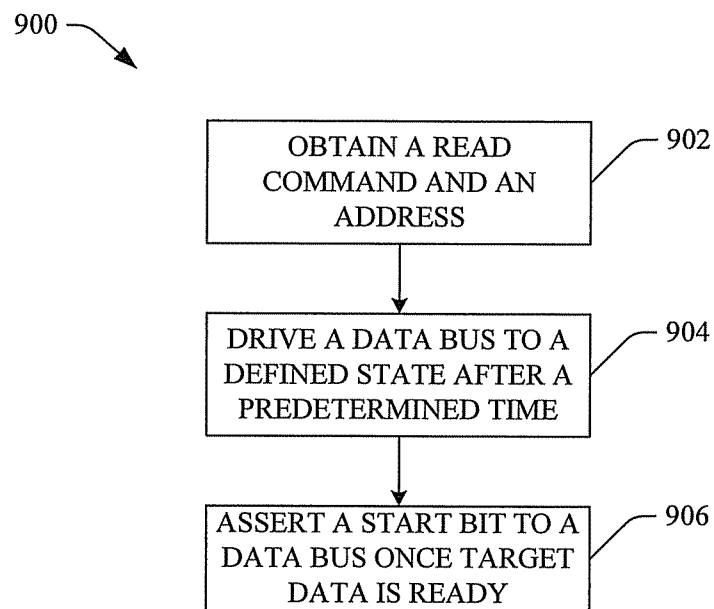 900
OBTAIN A READ
COMMAND AND AN
ADDRESS
902
DRIVE A DATA BUS TO A
DEFINED STATE AFTER A
PREDETERMINED TIME
904
ASSERT A START BIT TO A
DATA BUS ONCE TARGET
DATA IS READY
906